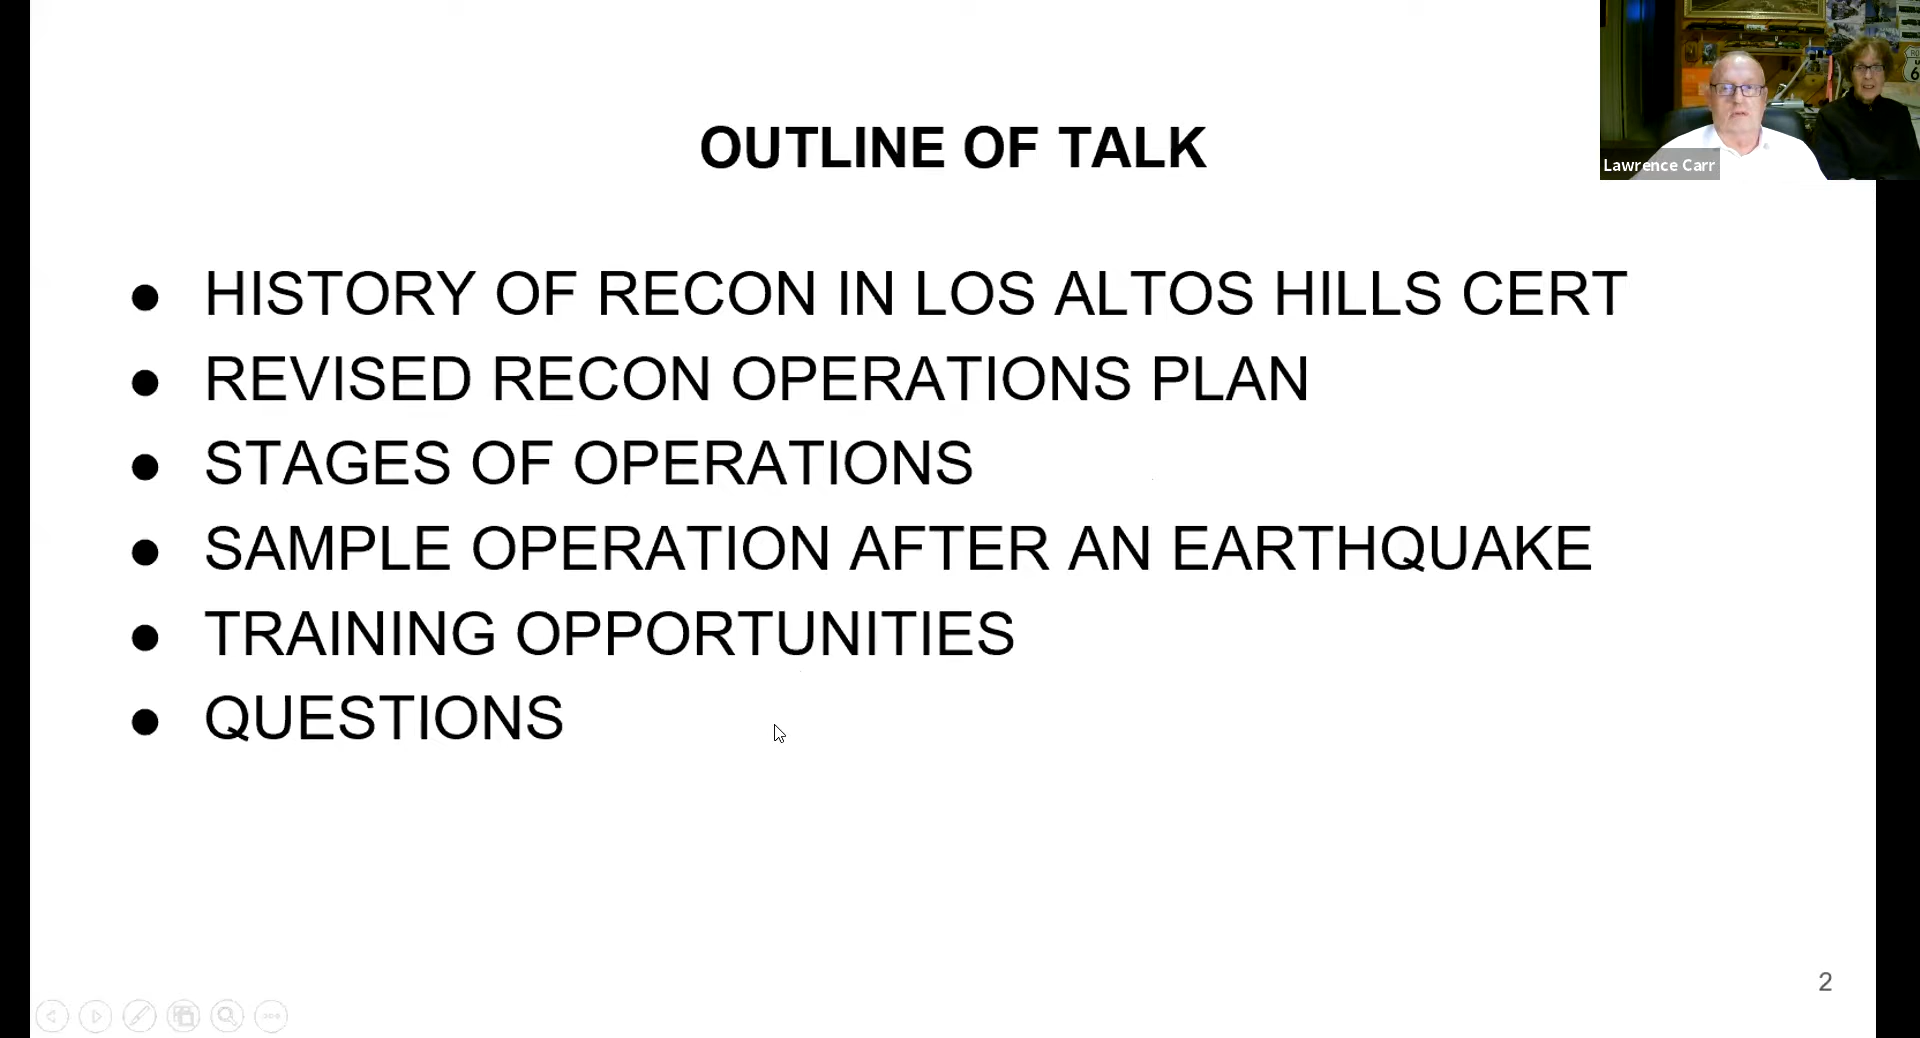 OUTLINE OF TALK
● HISTORY OF RECON IN LOS ALTOS HILLS CERT
● REVISED RECON OPERATIONS PLAN
● STAGES OF OPERATIONS
● SAMPLE OPERATION AFTER AN EARTHQUAKE
● TRAINING OPPORTUNITIES
● QUESTIONS
Lawrence Carr
2